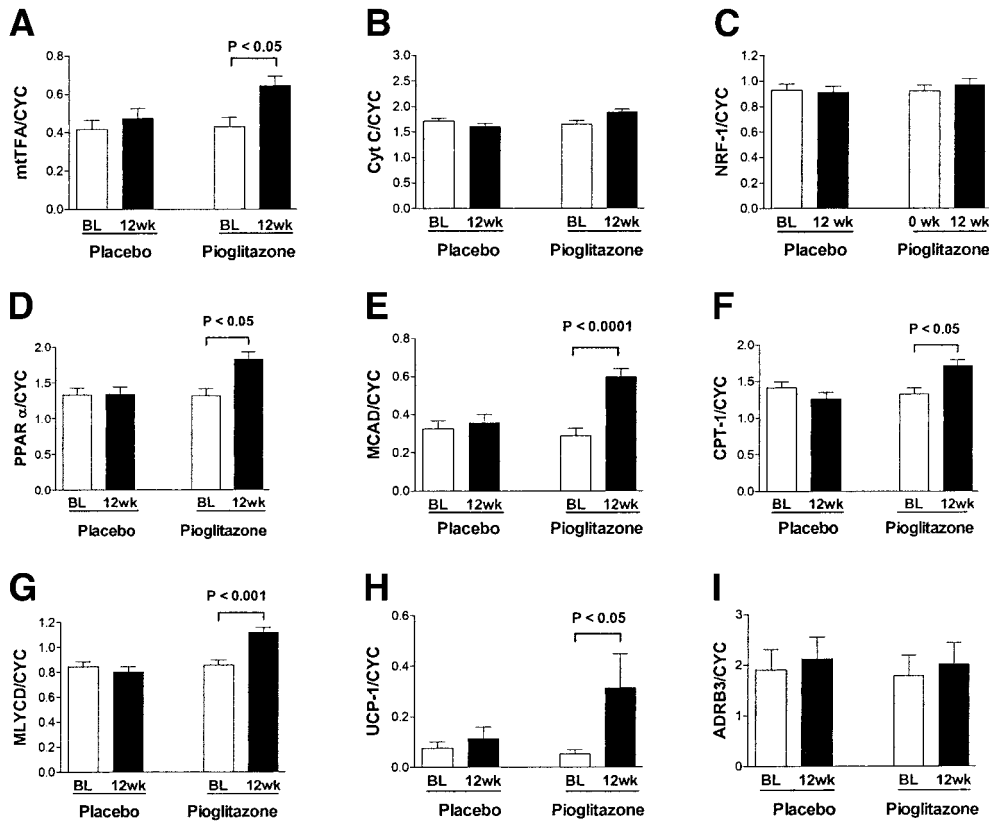 A
mtTFA/CYC
P < 0.05
0.8
0.6
0.4
0.2
0.0
BL 12wk BL 12wk
Placebo Pioglitazone
B
Cyt C/CYC
3.0
2.5
2.0
1.5
1.0
0.5
0.0
BL 12wk BL 12wk
Placebo Pioglitazone
C
NRF-1/CYC
1.2
1.0
0.8
0.6
0.4
0.2
0.0
BL 12 wk 0 wk 12 wk
Placebo Pioglitazone
D
PPAR α/CYC
P < 0.05
2.0
1.5
1.0
0.5
0.0
BL 12wk BL 12wk
Placebo Pioglitazone
E
MCAD/CYC
P < 0.0001
0.8
0.6
0.4
0.2
0.0
BL 12wk BL 12wk
Placebo Pioglitazone
F
CPT-1/CYC
P < 0.05
2.0
1.5
1.0
0.5
0.0
BL 12wk BL 12wk
Placebo Pioglitazone
G
MLYCD/CYC
P < 0.001
1.2
1.0
0.8
0.6
0.4
0.2
0.0
BL 12wk BL 12wk
Placebo Pioglitazone
H
UCP-1/CYC
P < 0.05
0.6
0.4
0.2
0.0
BL 12wk BL 12wk
Placebo Pioglitazone
I
ADRB3/CYC
3
2
1
0
BL 12wk BL 12wk
Placebo Pioglitazone